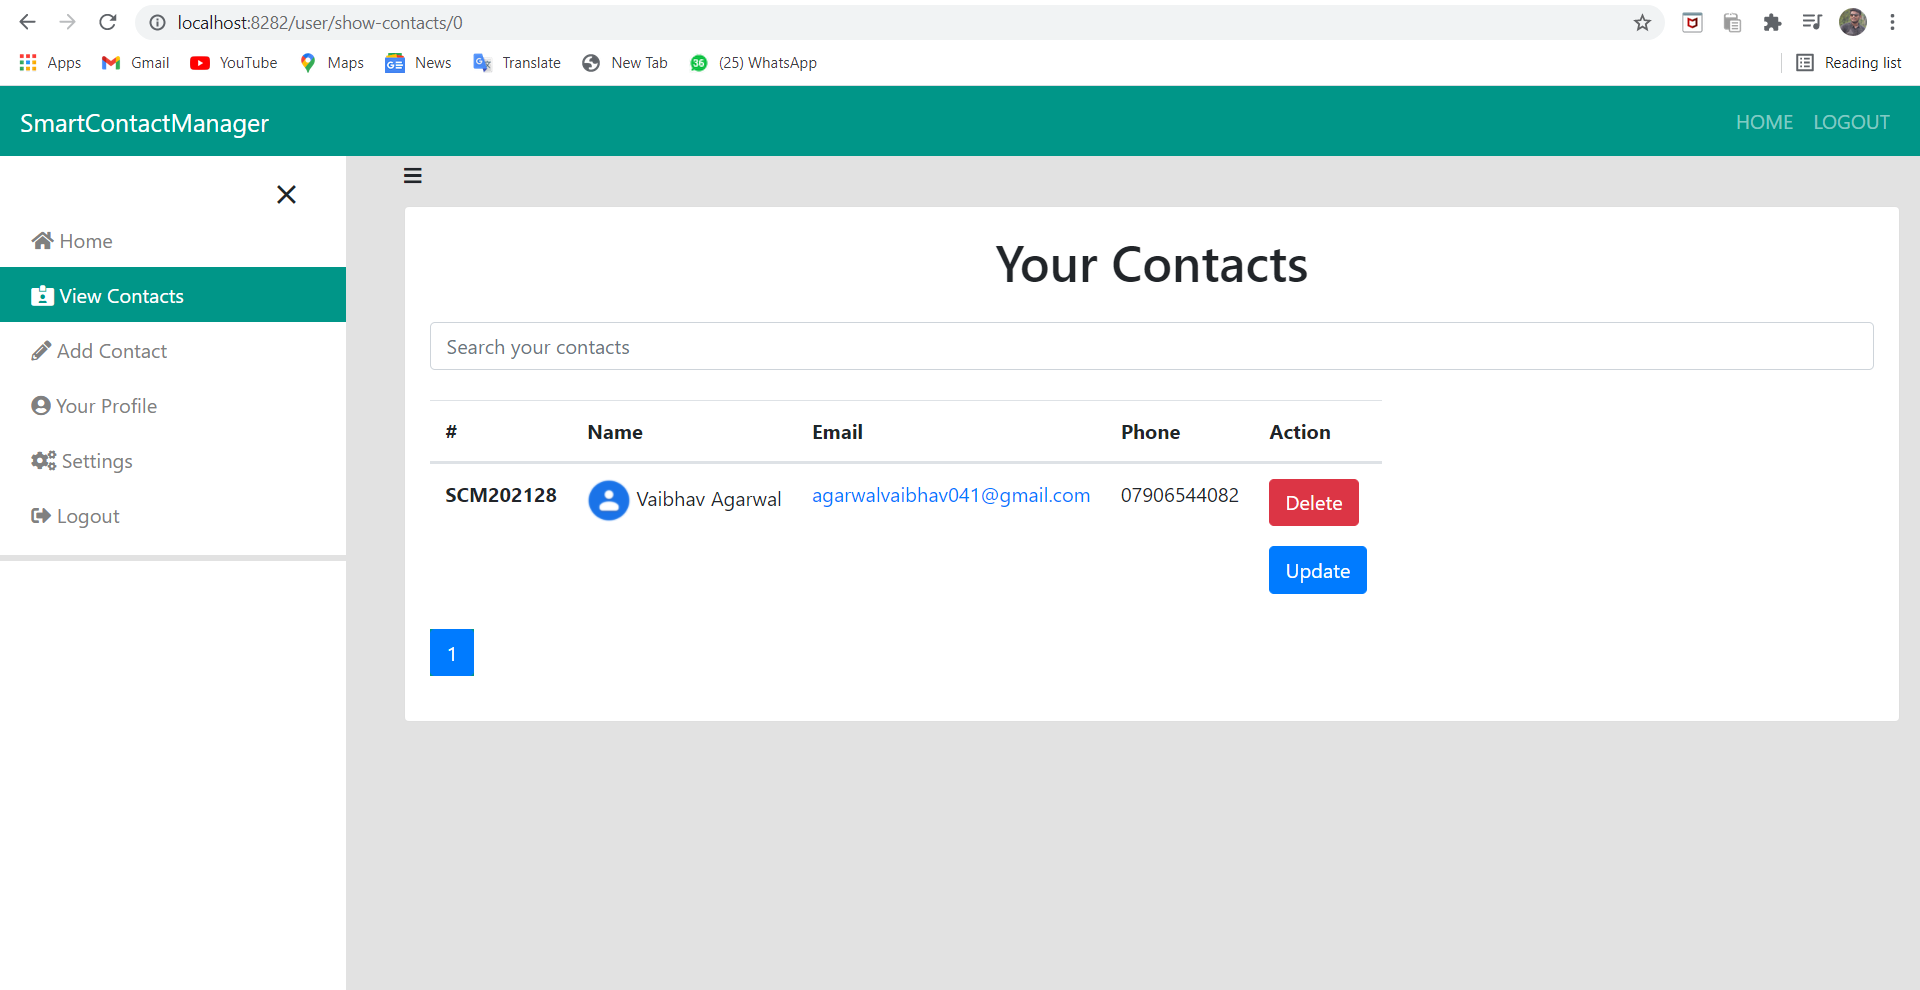 localhost:8282/user/show-contacts/0
Apps Gmail YouTube Maps News Translate New Tab 36 (25) WhatsApp Reading list
SmartContactManager HOME LOGOUT
Home
View Contacts
Add Contact
Your Profile
Settings
Logout
Your Contacts
Search your contacts
# Name Email Phone Action
SCM202128 Vaibhav Agarwal agarwalvaibhav041@gmail.com 07906544082 Delete
Update
1